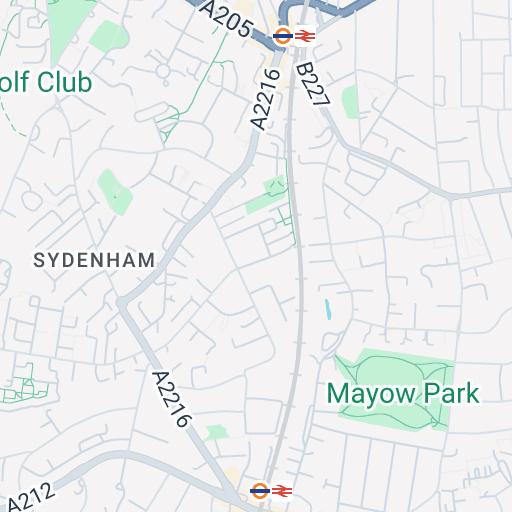 A205
olf Club
A2216
B227
SYDENHAM
A2216
Mayow Park
A212